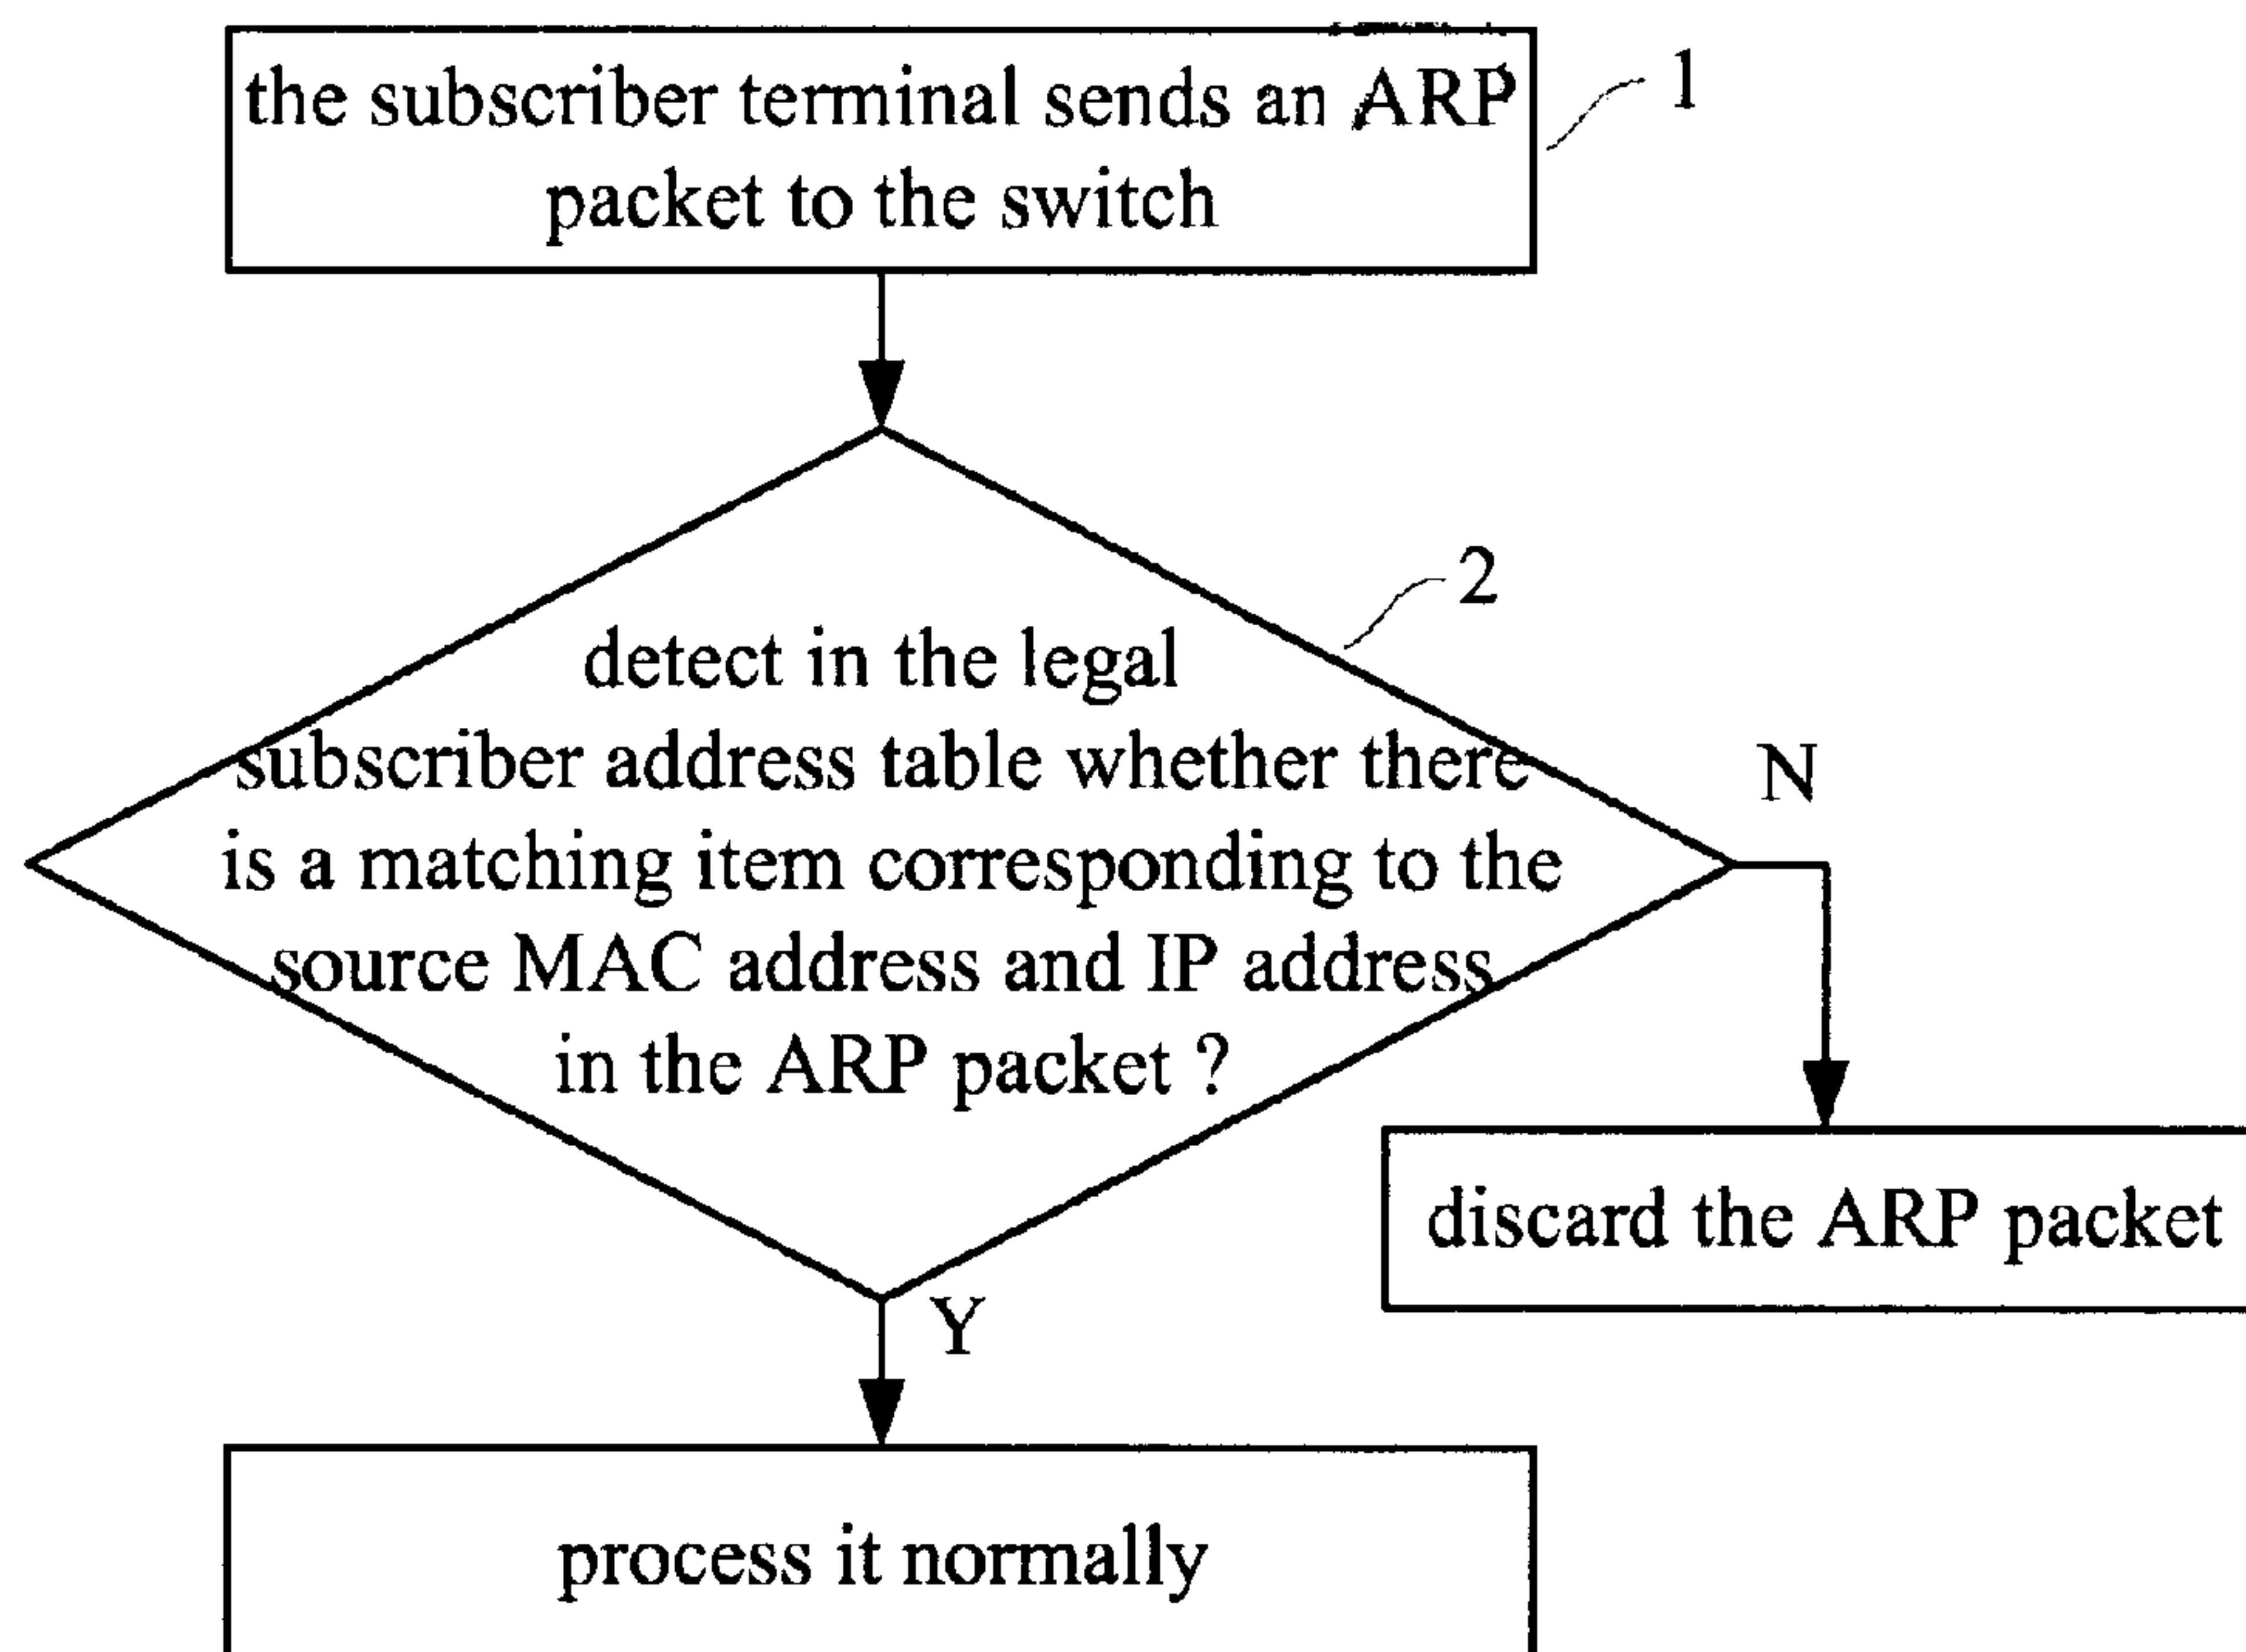 the subscriber terminal sends an ARP
packet to the switch
1
2
detect in the legal
subscriber address table whether there
is a matching item corresponding to the
source MAC address and IP address
in the ARP packet ?
N
discard the ARP packet
Y
process it normally